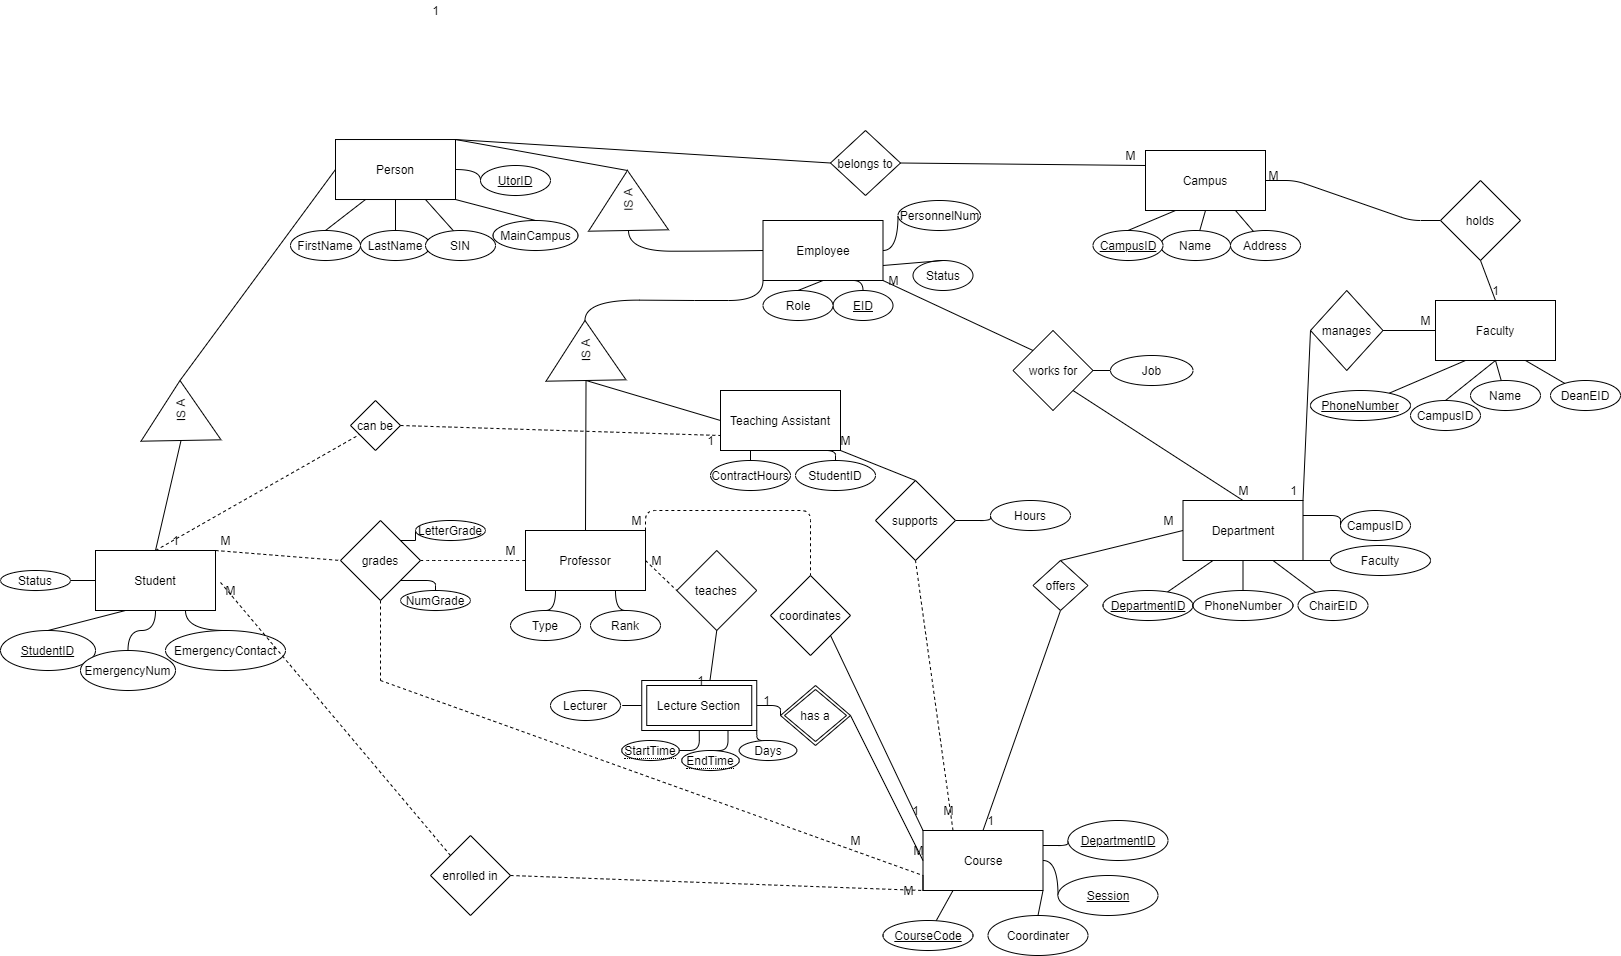 1
belongs to
M
Person
Campus
M
UtorID
IS A
PersonnelNum
holds
FirstName
LastName
SIN
MainCampus
CampusID
Name
Address
Employee
Status
M
Role
EID
1
M
manages
Faculty
IS A
works for
Job
PhoneNumber
CampusID
Name
DeanEID
IS A
can be
Teaching Assistant
1
M
ContractHours
StudentID
M
1
supports
Hours
M
Department
CampusID
Faculty
LetterGrade
M
1
M
grades
M
Professor
M
teaches
Status
Student
M
NumGrade
offers
DepartmentID
PhoneNumber
ChairEID
coordinates
Type
Rank
StudentID
EmergencyNum
EmergencyContact
1
Lecturer
Lecture Section
1
has a
StartTime
EndTime
Days
1
M
1
M
M
Course
DepartmentID
enrolled in
M
Session
CourseCode
Coordinater